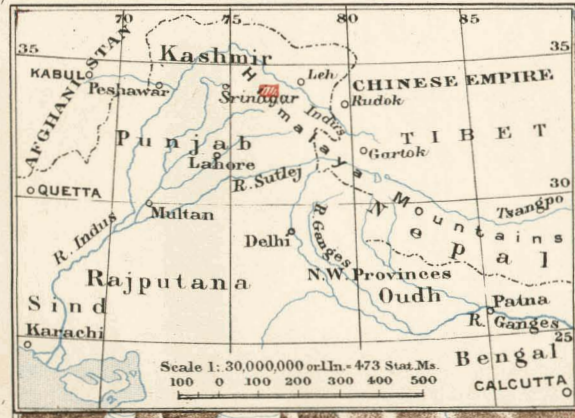 70 75 80 85
35 35
AFGHANISTAN
Kashmir
KABUL
Peshawar
Leh
CHINESE EMPIRE
Srinagar
Indus
Rudok
Himalaya Mountains
TIBET
Punjab
Lahore
Gartok
R. Sutlej
QUETTA
30
Multan
Tsangpo
R. Indus
Delhi
R. Ganges
Nepal
N.W. Provinces
Rajputana
Oudh
Sind
Patna
R. Ganges
Karachi
25
Bengal
Scale 1: 30,000,000 or 1 In. = 473 Stat. Ms.
100 0 100 200 300 400 500
CALCUTTA